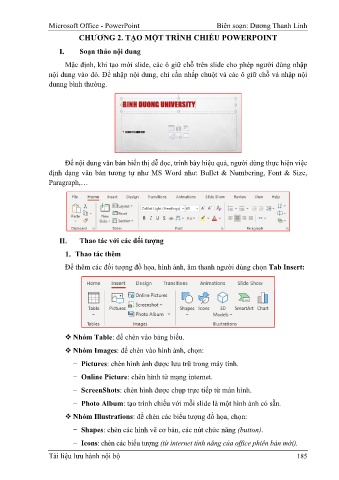 Microsoft Office - PowerPoint Biên soạn: Dương Thanh Linh
CHƯƠNG 2. TẠO MỘT TRÌNH CHIẾU POWERPOINT
I. Soạn thảo nội dung
Mặc định, khi tạo mới slide, các ô giữ chỗ trên slide cho phép người dùng nhập
nội dung vào đó. Để nhập nội dung, chỉ cần nhấp chuột và các ô giữ chỗ và nhập nội
dunng bình thường.
BINH DUONG UNIVERSITY
Để nội dung văn bản hiển thị dễ đọc, trình bày hiệu quả, người dùng thực hiện việc
định dạng văn bản tương tự như MS Word như: Bullet & Numbering, Font & Size,
Paragraph,…
File Home Insert Design Transitions Animations Slide Show Review View Help
Paste New Slide Layout Reset Section
Clipboard Slides Font Paragraph
II. Thao tác với các đối tượng
1. Thao tác thêm
Để thêm các đối tượng đồ họa, hình ảnh, âm thanh người dùng chọn Tab Insert:
Home Insert Design Transitions Animations Slide Show
Online Pictures
Screenshot
Photo Album
Table Pictures Shapes Icons 3D Models SmartArt Chart
Tables Images Illustrations
❖ Nhóm Table: để chèn vào bảng biểu.
❖ Nhóm Images: để chèn vào hình ảnh, chọn:
− Pictures: chèn hình ảnh được lưu trữ trong máy tính.
− Online Picture: chèn hình từ mạng internet.
− ScreenShots: chèn hình được chụp trực tiếp từ màn hình.
− Photo Album: tạo trình chiếu với mỗi slide là một hình ảnh có sẵn.
❖ Nhóm Illustrations: để chèn các biểu tượng đồ họa, chọn:
− Shapes: chèn các hình vẽ cơ bản, các nút chức năng (button).
− Icons: chèn các biểu tượng (từ internet tính năng của office phiên bản mới).
Tài liệu lưu hành nội bộ 185